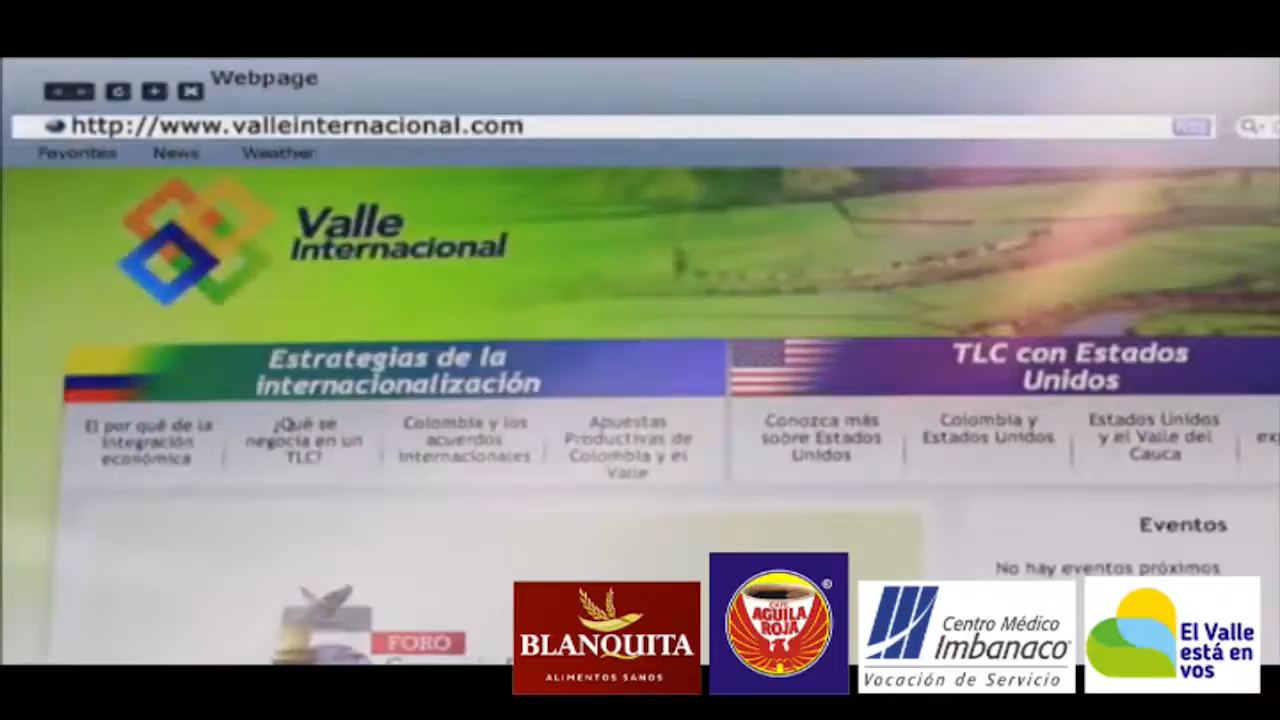 Webpage
http://www.valleinternacional.com
Favorites News Weather
Valle
Internacional
Estrategias de la
internacionalización
TLC con Estados
Unidos
El por qué de la
integración
económica
¿Qué se
negocia en un
TLC?
Colombia y los
acuerdos
internacionales
Apuestas
Productivas de
Colombia y el
Valle
Conozca más
sobre Estados
Unidos
Colombia y
Estados Unidos
Estados Unidos
y el Valle del
Cauca
Eventos
No hay eventos próximos
FORO
BLANQUITA
ALIMENTOS SANOS
CAFÉ
AGUILA
ROJA
Centro Médico
Imbanaco
Vocación de Servicio
El Valle
está en
vos